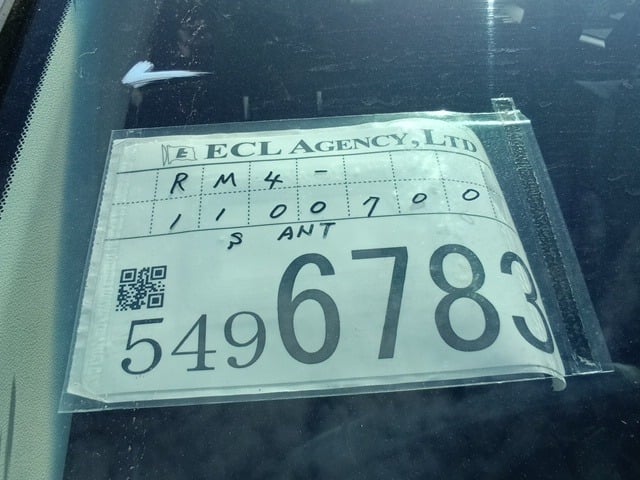 E ECL AGENCY, LTD
RM4-
1100700
S ANT
5496783